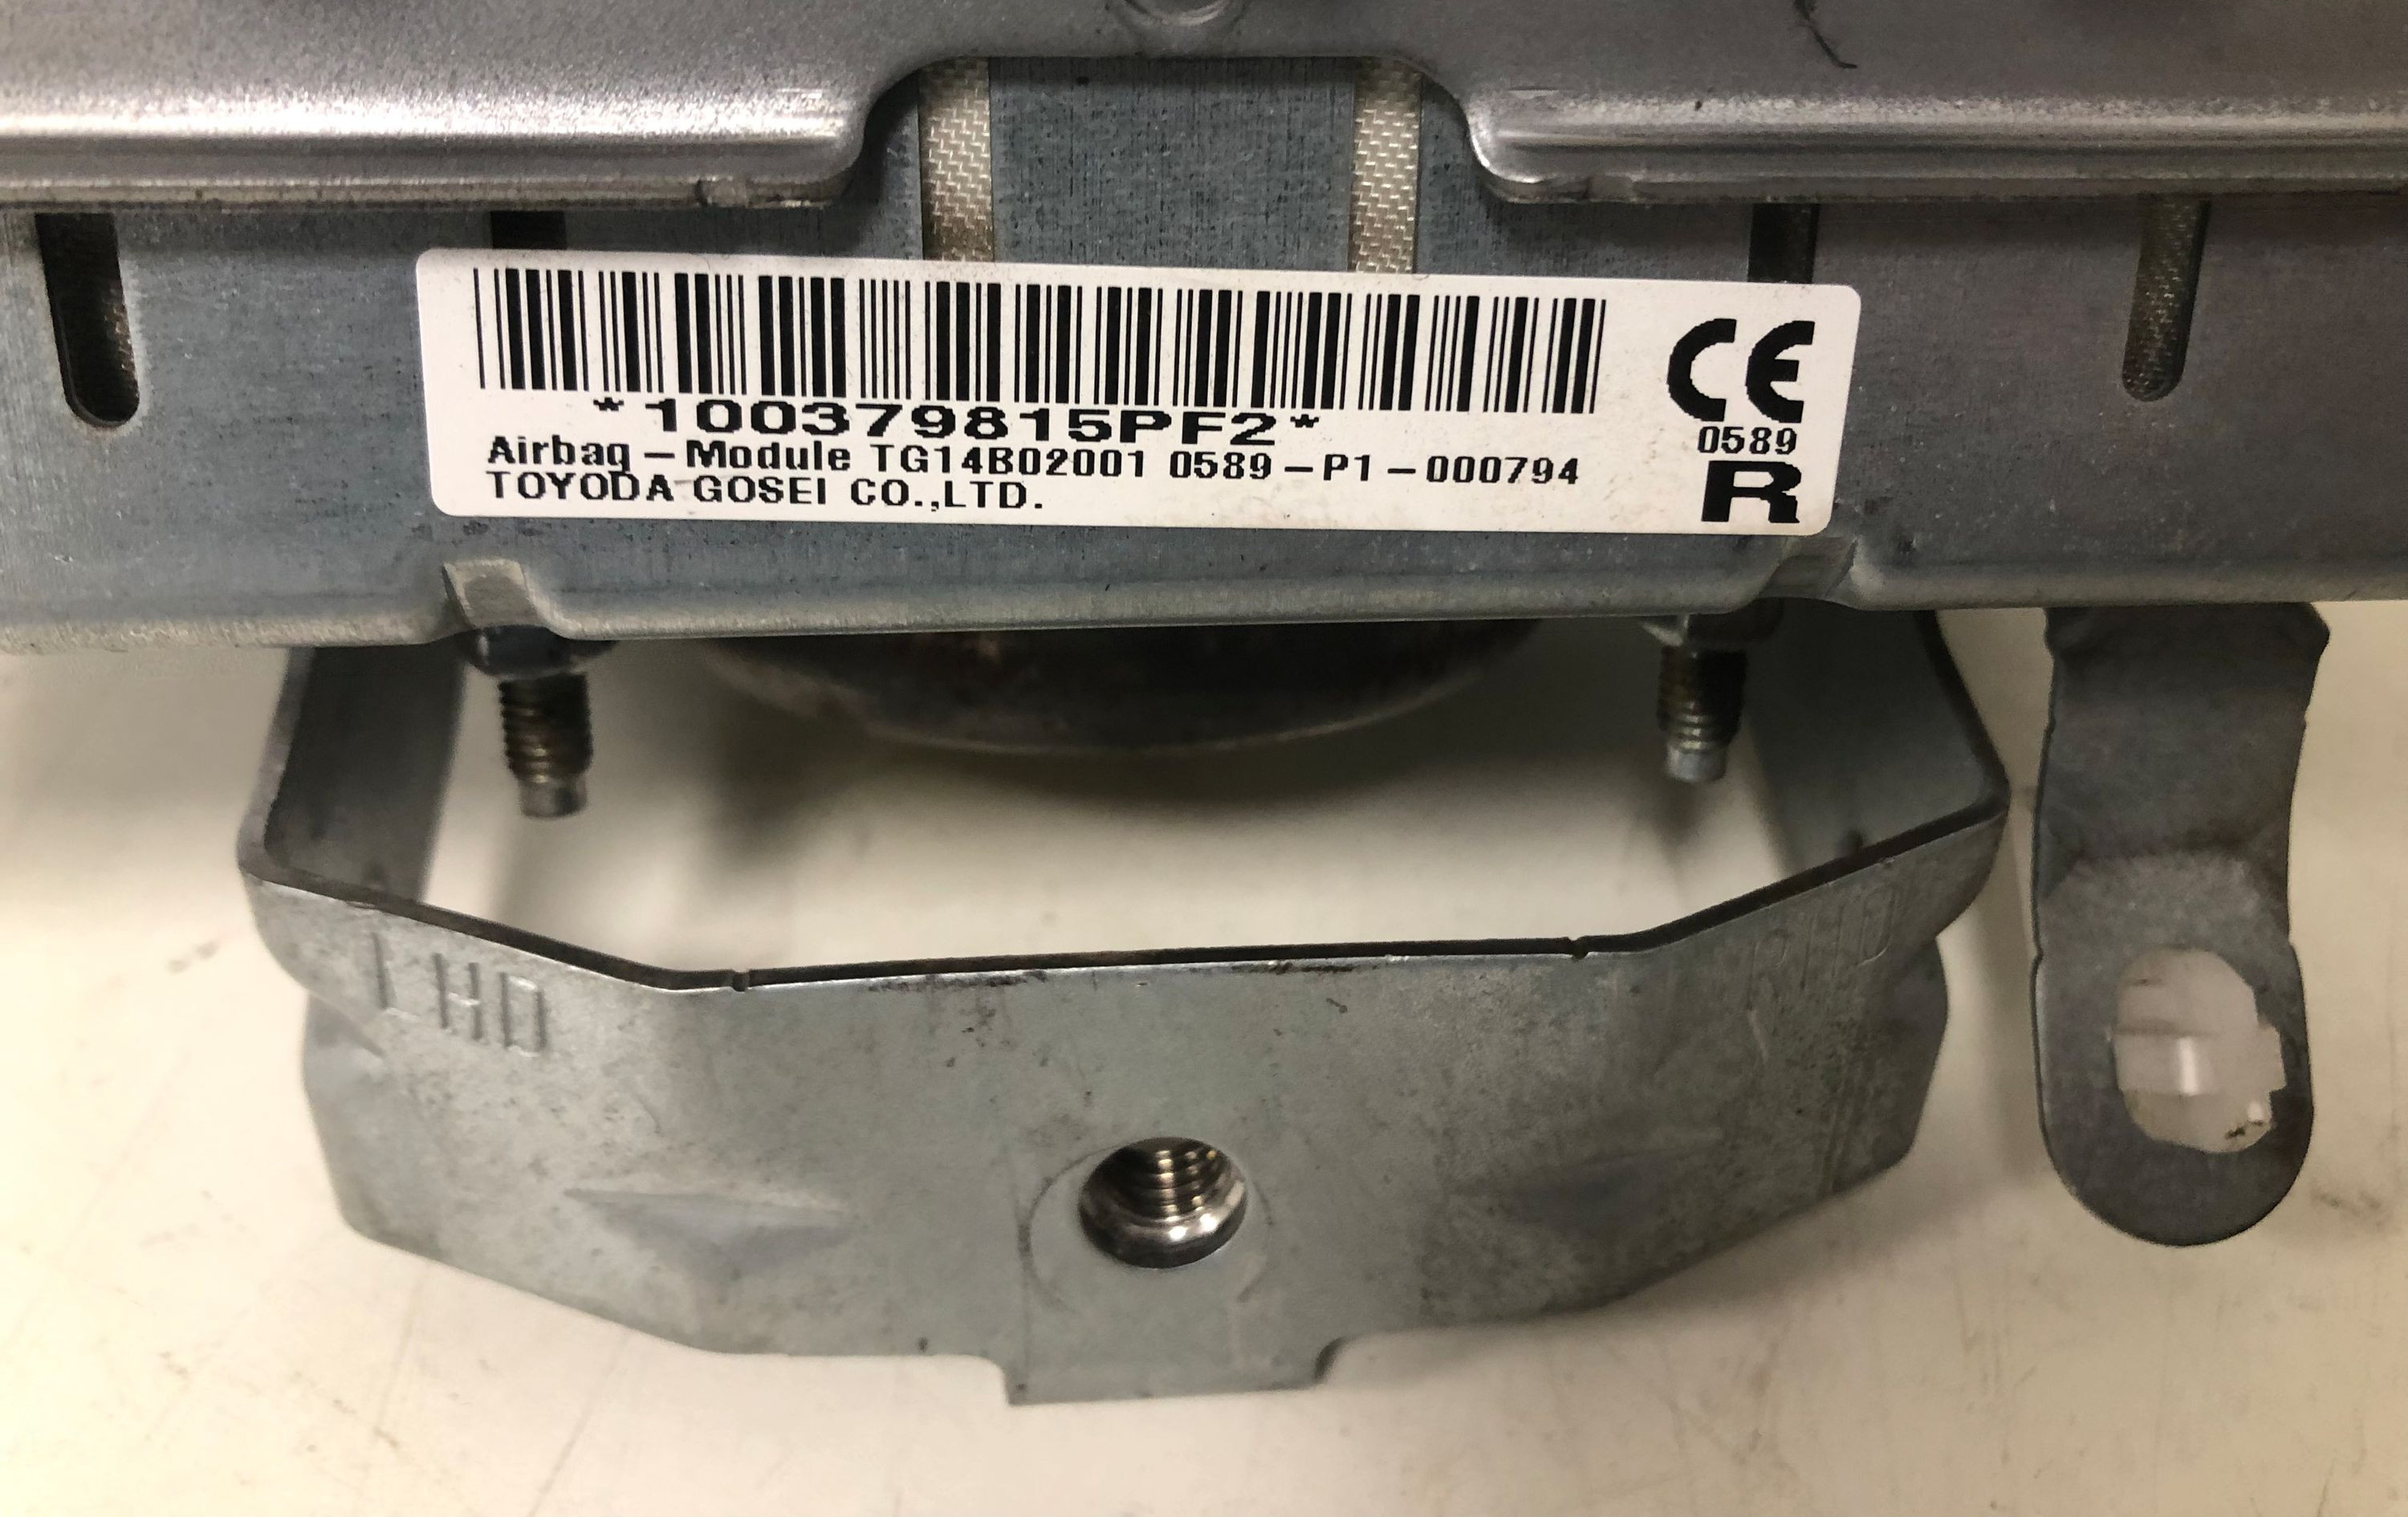 *100379815PF2*
Airbag-Module TG14B02001 0589-P1-000794
TOYODA GOSEI CO.,LTD.
CE
0589
R
LHD
RHD